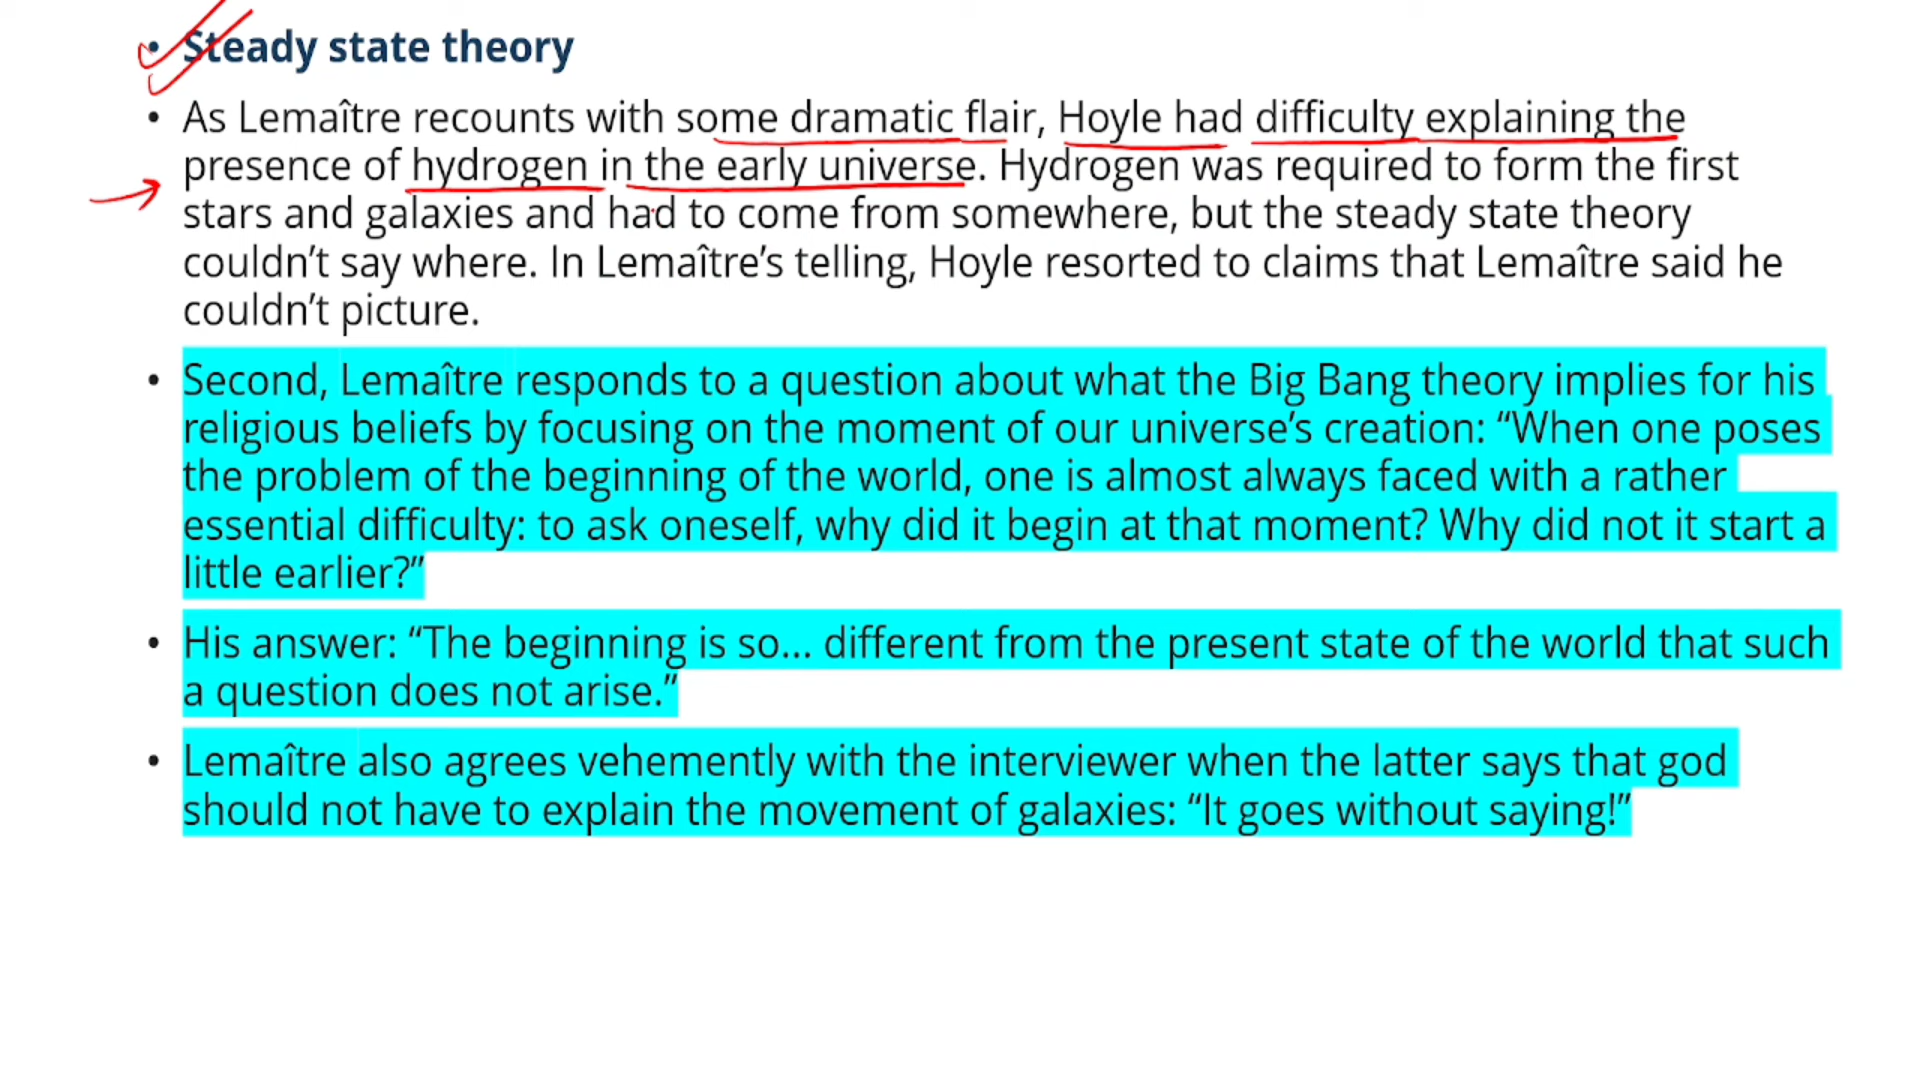 • Steady state theory
• As Lemaître recounts with some dramatic flair, Hoyle had difficulty explaining the
presence of hydrogen in the early universe. Hydrogen was required to form the first
stars and galaxies and had to come from somewhere, but the steady state theory
couldn’t say where. In Lemaître’s telling, Hoyle resorted to claims that Lemaître said he
couldn’t picture.
• Second, Lemaître responds to a question about what the Big Bang theory implies for his
religious beliefs by focusing on the moment of our universe’s creation: “When one poses
the problem of the beginning of the world, one is almost always faced with a rather
essential difficulty: to ask oneself, why did it begin at that moment? Why did not it start a
little earlier?”
• His answer: “The beginning is so... different from the present state of the world that such
a question does not arise.”
• Lemaître also agrees vehemently with the interviewer when the latter says that god
should not have to explain the movement of galaxies: “It goes without saying!”